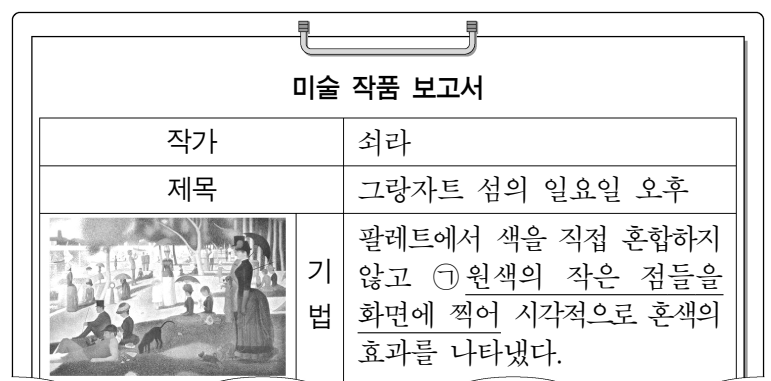 미술 작품 보고서
작가 쇠라
제목 그랑자트 섬의 일요일 오후
기법
팔레트에서 색을 직접 혼합하지
않고 ㉠원색의 작은 점들을
화면에 찍어 시각적으로 혼색의
효과를 나타냈다.